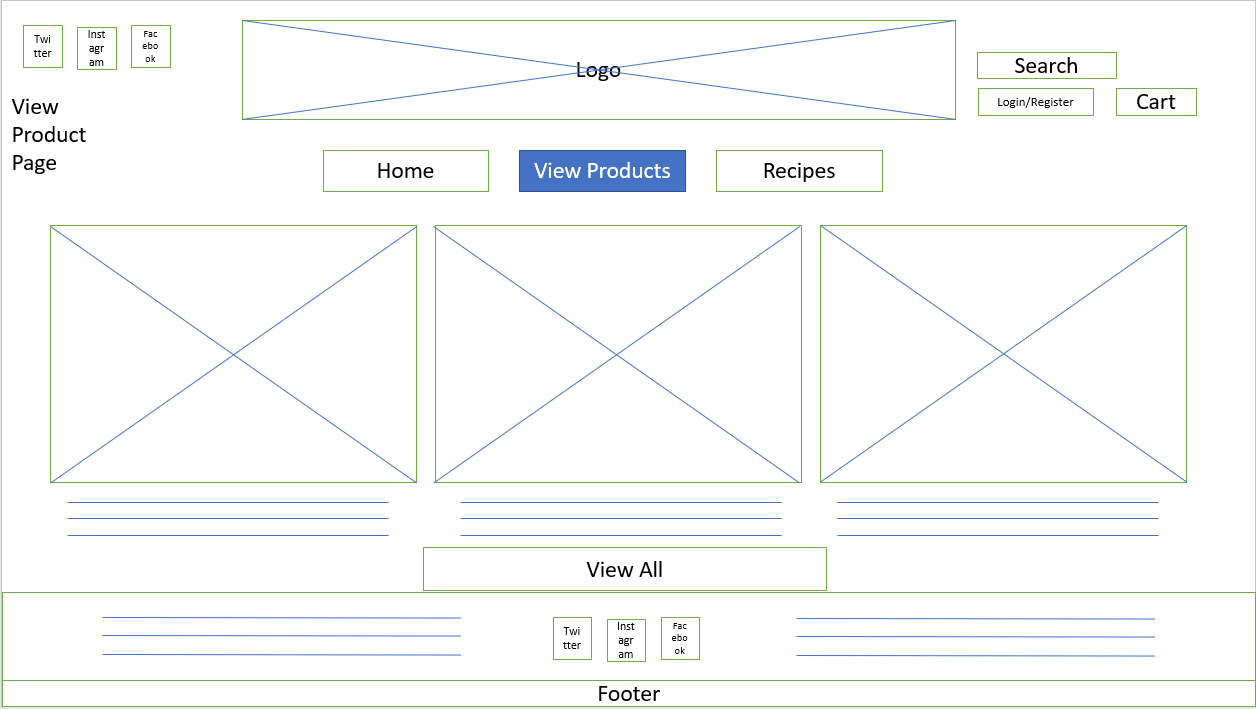 Twi
tter
Inst
agr
am
Fac
ebo
ok
Logo
Search
Login/Register
Cart
View
Product
Page
Home
View Products
Recipes
View All
Twi
tter
Inst
agr
am
Fac
ebo
ok
Footer